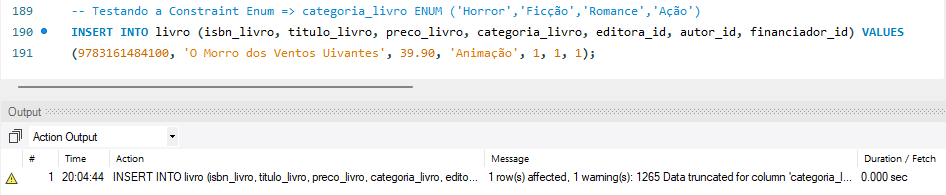 189 -- Testando a Constraint Enum => categoria_livro ENUM ('Horror','Ficção','Romance','Ação')
190 INSERT INTO livro (isbn_livro, titulo_livro, preco_livro, categoria_livro, editora_id, autor_id, financiador_id) VALUES
191 (9783161484100, 'O Morro dos Ventos Uivantes', 39.90, 'Animação', 1, 1, 1);
Output
Action Output
# Time Action Message Duration / Fetch
1 20:04:44 INSERT INTO livro (isbn_livro, titulo_livro, preco_livro, categoria_livro, edito... 1 row(s) affected, 1 warning(s): 1265 Data truncated for column 'categoria_l... 0.000 sec